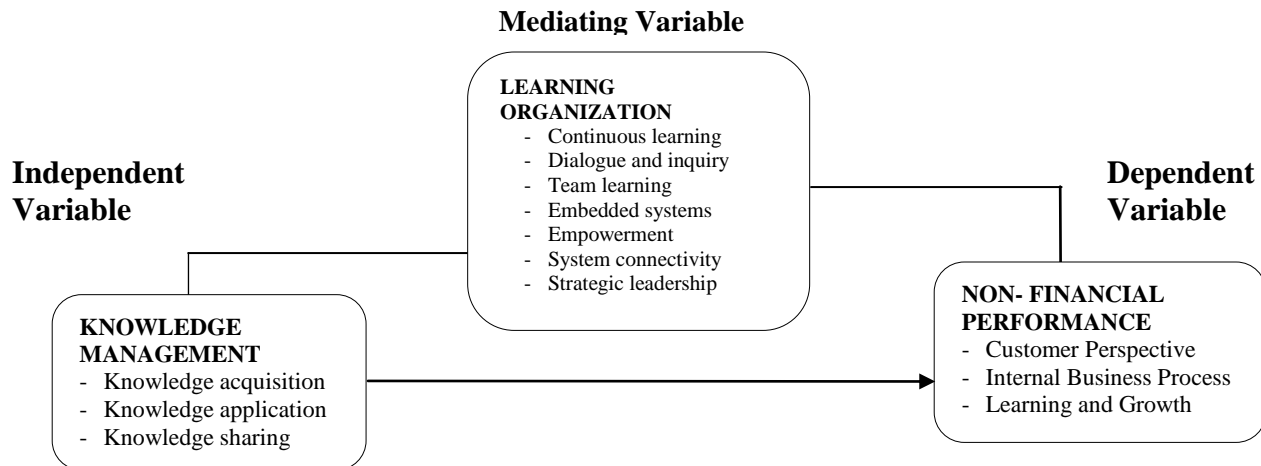 Mediating Variable
LEARNING
ORGANIZATION
- Continuous learning
- Dialogue and inquiry
- Team learning
- Embedded systems
- Empowerment
- System connectivity
- Strategic leadership
Independent
Variable
Dependent
Variable
KNOWLEDGE
MANAGEMENT
- Knowledge acquisition
- Knowledge application
- Knowledge sharing
NON- FINANCIAL
PERFORMANCE
- Customer Perspective
- Internal Business Process
- Learning and Growth